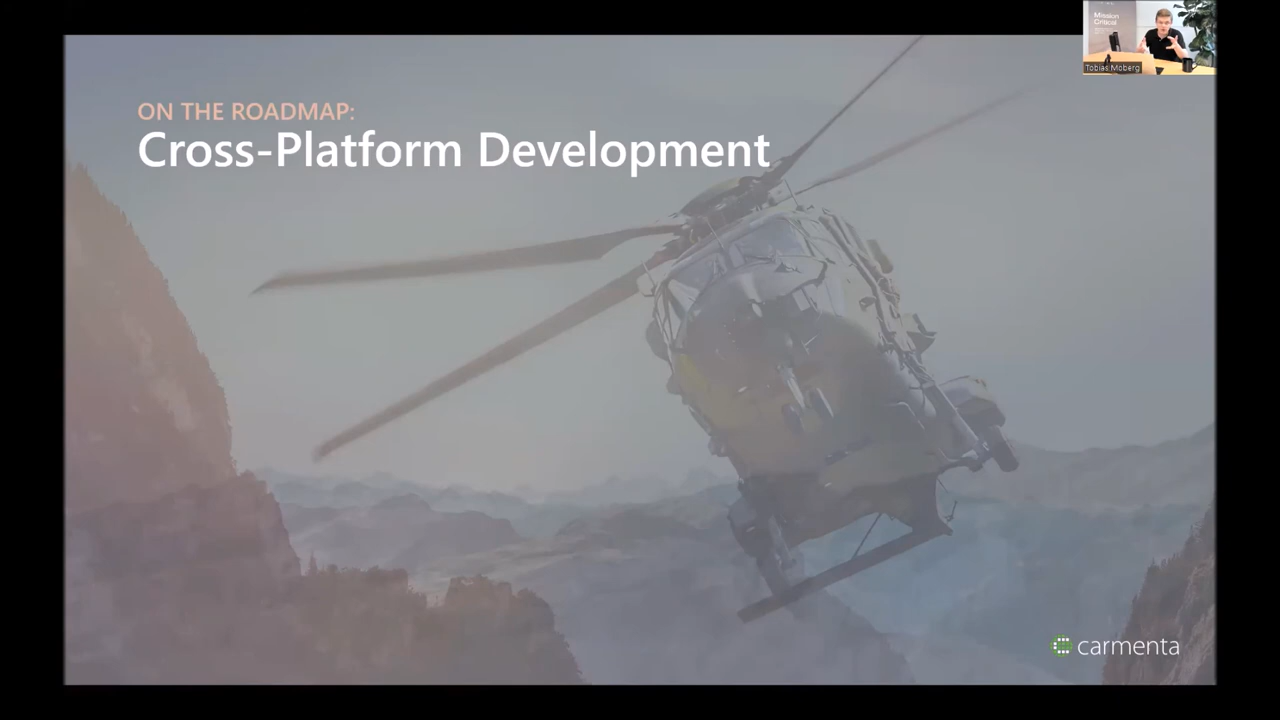 ON THE ROADMAP:
Cross-Platform Development
Mission
Critical
Tobias Moberg
carmenta